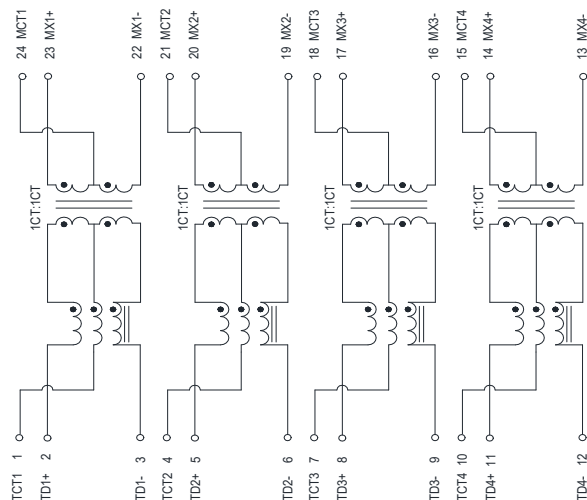 24 MCT1
23 MX1+
22 MX1-
21 MCT2
20 MX2+
19 MX2-
18 MCT3
17 MX3+
16 MX3-
15 MCT4
14 MX4+
13 MX4-
1CT:1CT
1CT:1CT
1CT:1CT
1CT:1CT
TCT1 1
TD1+ 2
TD1- 3
TCT2 4
TD2+ 5
TD2- 6
TCT3 7
TD3+ 8
TD3- 9
TCT4 10
TD4+ 11
TD4- 12